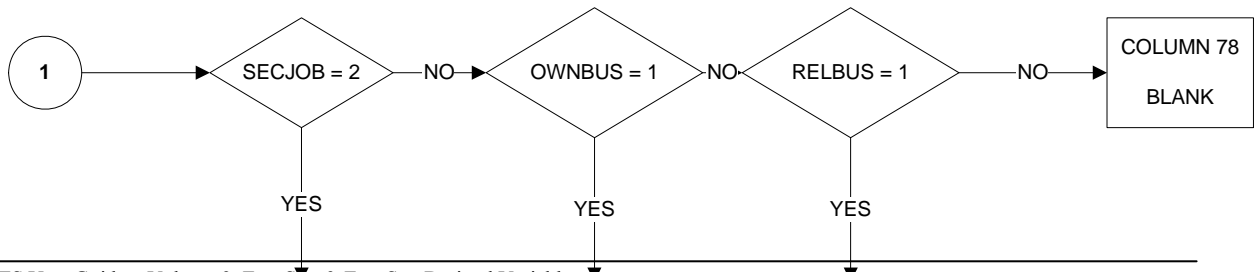 1
SECJOB = 2
NO
OWNBUS = 1
NO
RELBUS = 1
NO
COLUMN 78
BLANK
YES
YES
YES